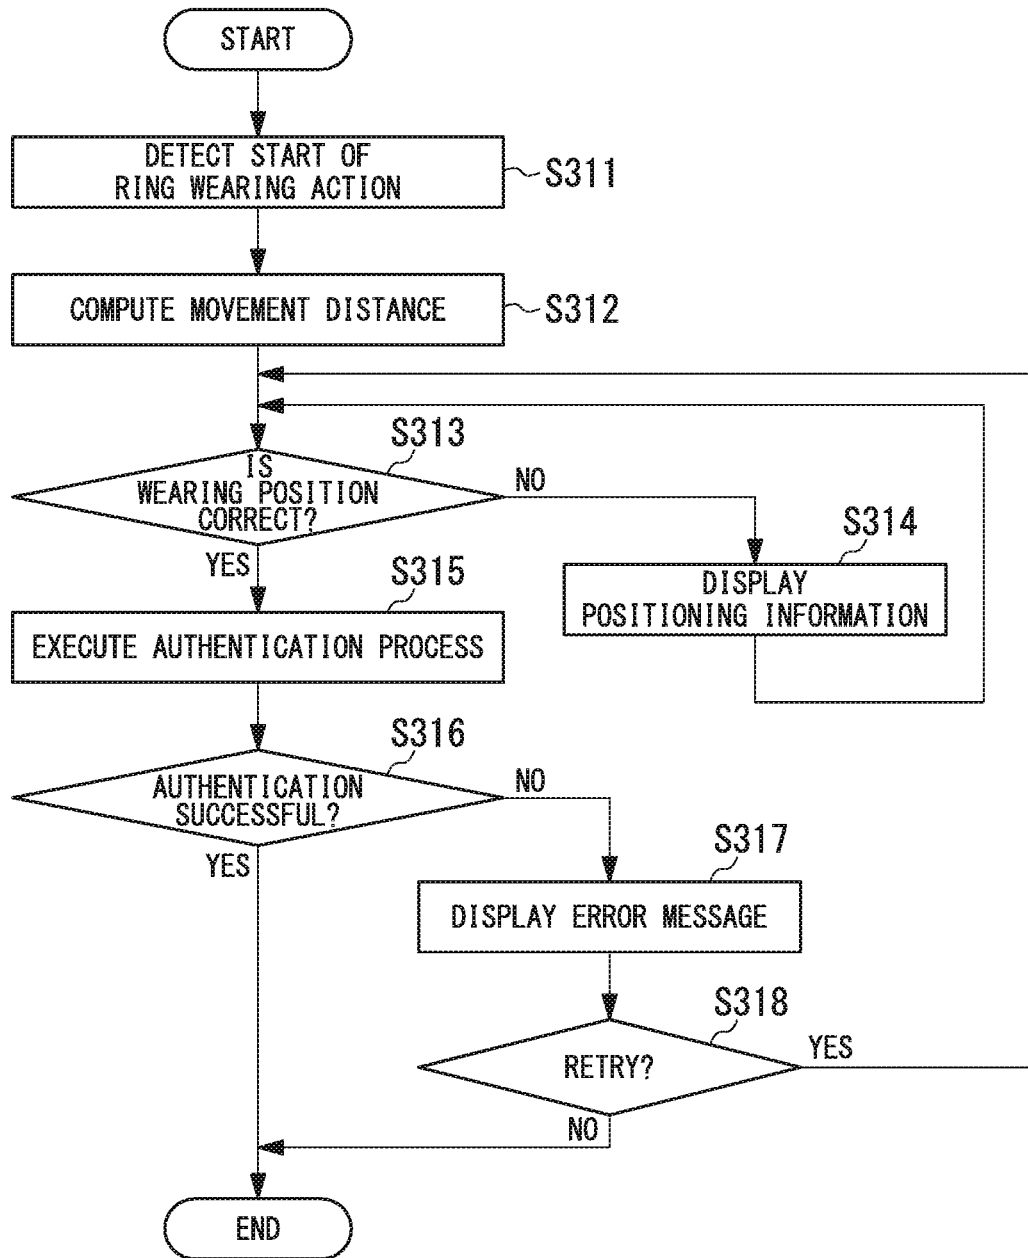 START
DETECT START OF
RING WEARING ACTION
S311
COMPUTE MOVEMENT DISTANCE
S312
S313
IS
WEARING POSITION
CORRECT?
NO
YES
S314
DISPLAY
POSITIONING INFORMATION
S315
EXECUTE AUTHENTICATION PROCESS
S316
AUTHENTICATION
SUCCESSFUL?
NO
YES
S317
DISPLAY ERROR MESSAGE
S318
RETRY?
YES
NO
END